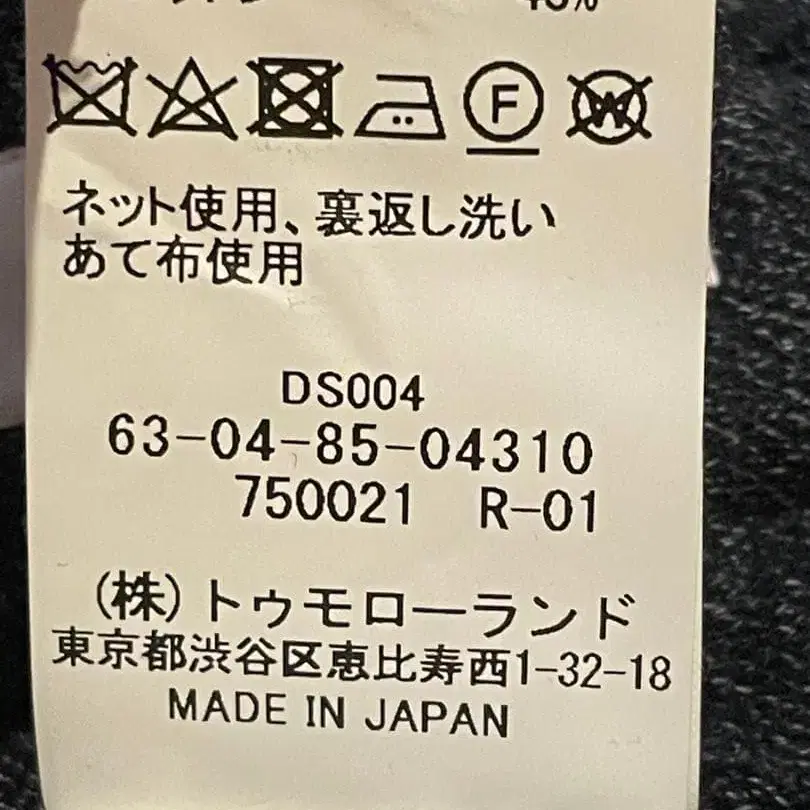 F W
ネット使用、裏返し洗い
あて布使用
DS004
63-04-85-04310
750021 R-01
(株)トゥモローランド
東京都渋谷区恵比寿西1-32-18
MADE IN JAPAN